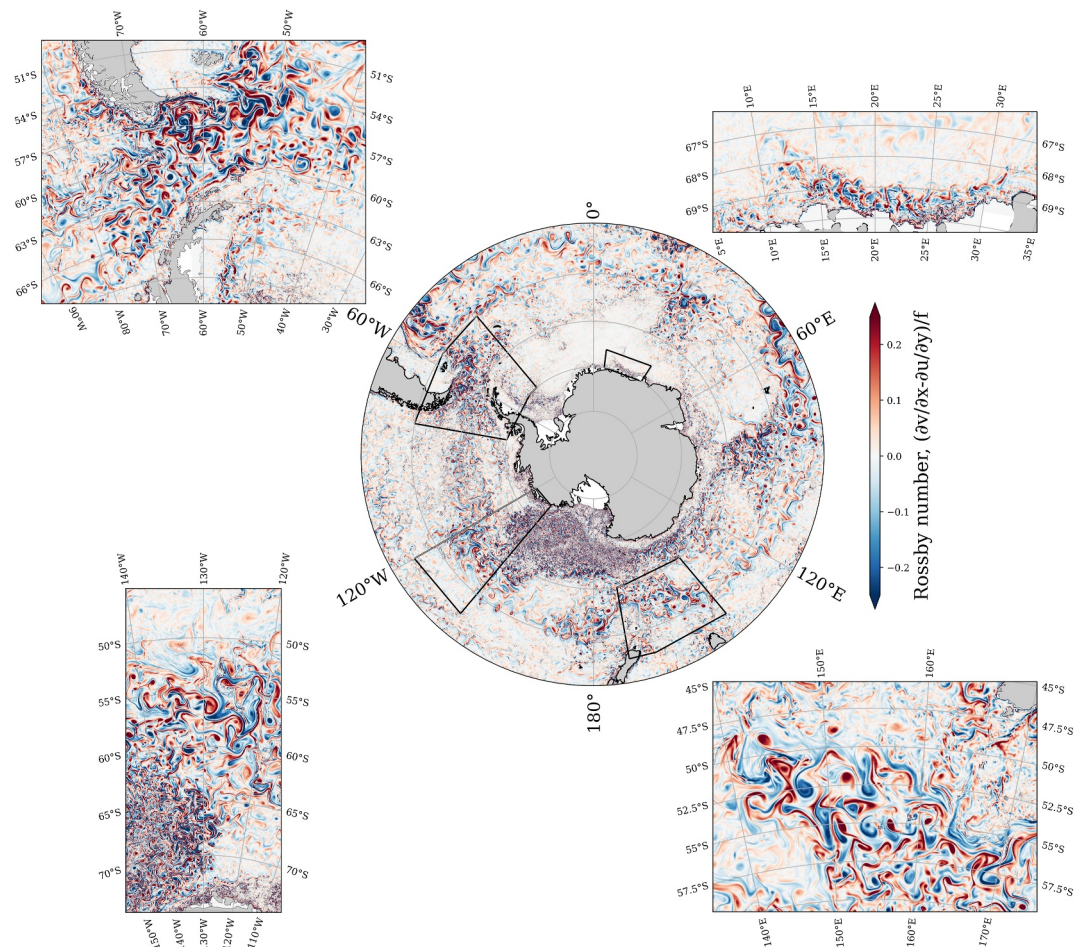 70°W 60°W 50°W
51°S 54°S 57°S 60°S 63°S 66°S
51°S 54°S 57°S 60°S 63°S 66°S
90°W 80°W 70°W 60°W 50°W 40°W 30°W
10°E 15°E 20°E 25°E 30°E
67°S 68°S 69°S
67°S 68°S 69°S
5°E 10°E 15°E 20°E 25°E 30°E 35°E
0°
60°W
60°E
120°W
120°E
180°
0.2
0.1
0.0
−0.1
−0.2
Rossby number, (∂v/∂x-∂u/∂y)/f
140°W 130°W 120°W
50°S 55°S 60°S 65°S 70°S
50°S 55°S 60°S 65°S 70°S
150°W 140°W 130°W 120°W 110°W
150°E 160°E
45°S 47.5°S 50°S 52.5°S 55°S 57.5°S
45°S 47.5°S 50°S 52.5°S 55°S 57.5°S
140°E 150°E 160°E 170°E